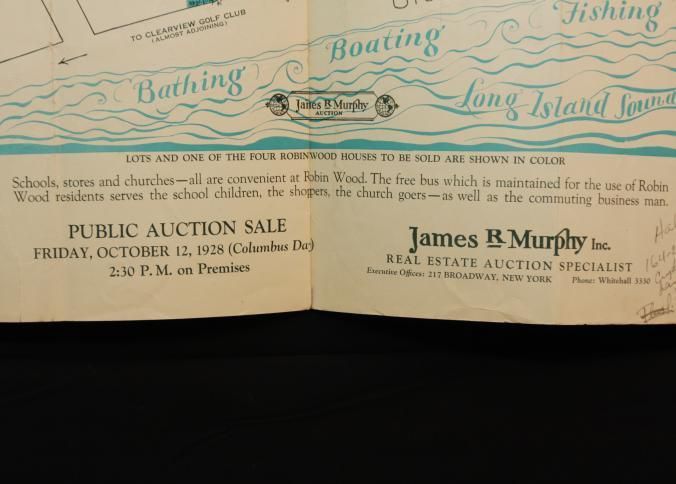 TO CLEARVIEW GOLF CLUB
(ALMOST ADJOINING)
Fishing
Boating
Bathing
Long Island Sound
James R Murphy
AUCTION
LOTS AND ONE OF THE FOUR ROBINWOOD HOUSES TO BE SOLD ARE SHOWN IN COLOR
Schools, stores and churches—all are convenient at Robin Wood. The free bus which is maintained for the use of Robin
Wood residents serves the school children, the shoppers, the church goers—as well as the commuting business man.
PUBLIC AUCTION SALE
FRIDAY, OCTOBER 12, 1928 (Columbus Day)
2:30 P. M. on Premises
James R Murphy Inc.
REAL ESTATE AUCTION SPECIALIST
Executive Offices: 217 BROADWAY, NEW YORK Phone: Whitehall 3330